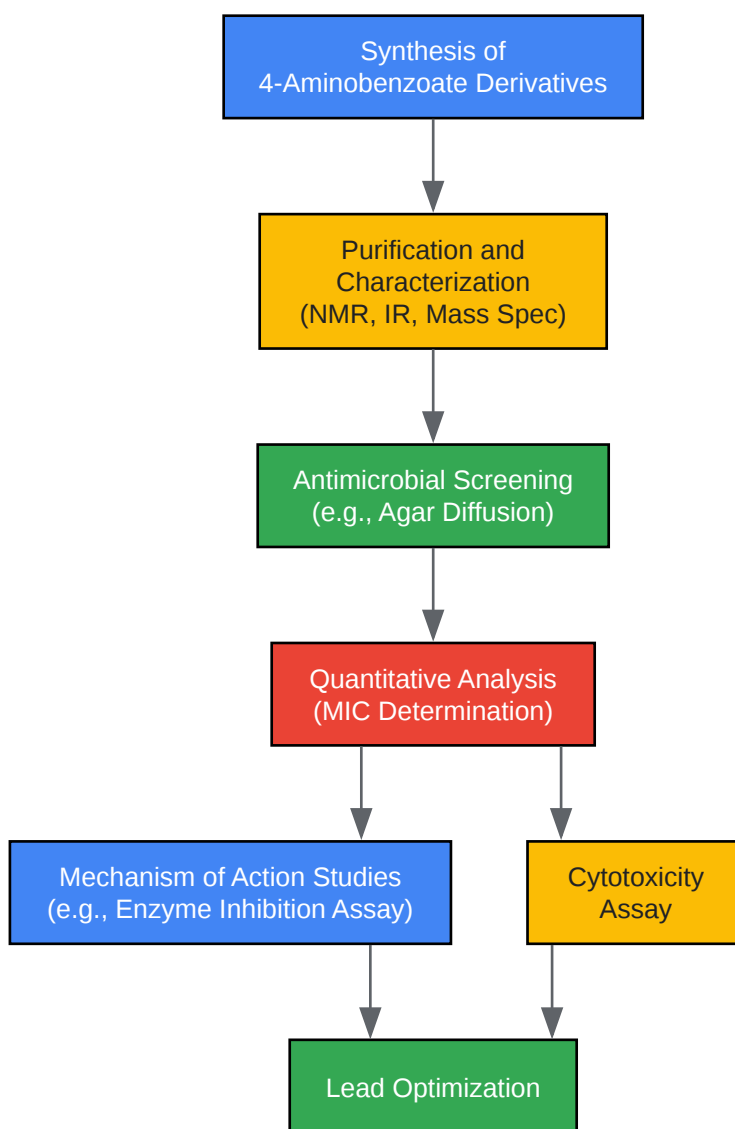 Synthesis of
4-Aminobenzoate Derivatives
Purification and
Characterization
(NMR, IR, Mass Spec)
Antimicrobial Screening
(e.g., Agar Diffusion)
Quantitative Analysis
(MIC Determination)
Mechanism of Action Studies
(e.g., Enzyme Inhibition Assay)
Cytotoxicity
Assay
Lead Optimization